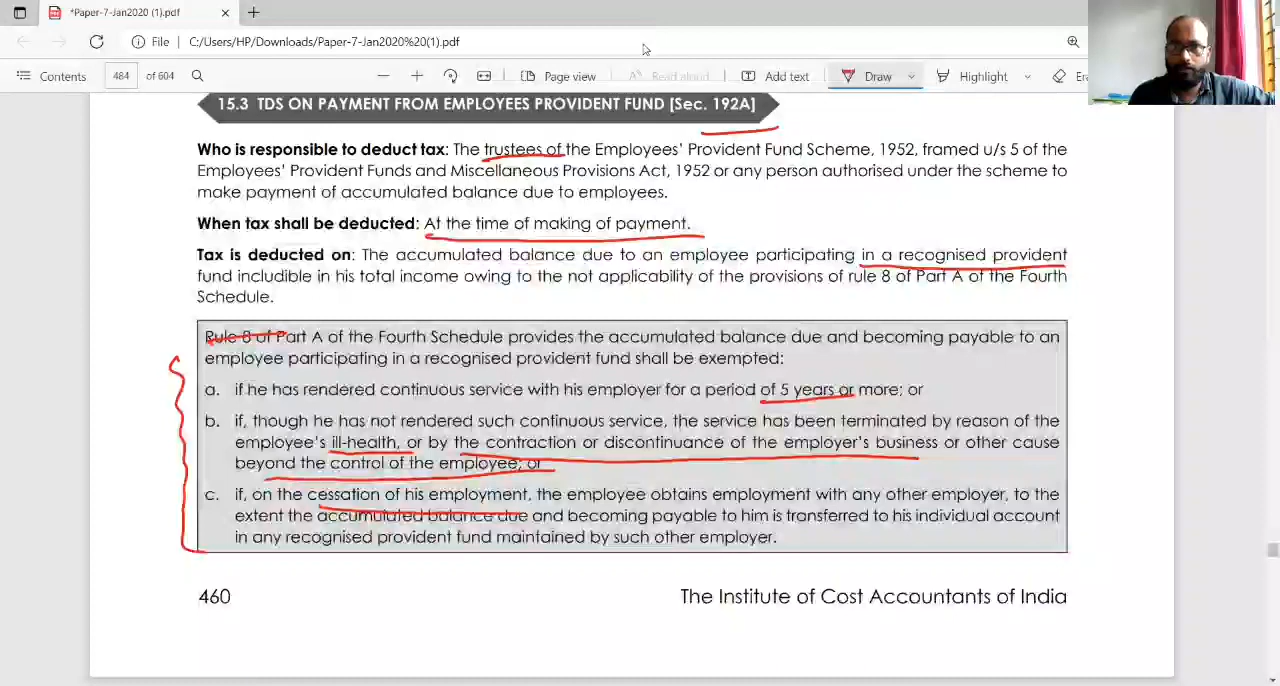 *Paper-7-Jan2020 (1).pdf
File C:/Users/HP/Downloads/Paper-7-Jan2020%20(1).pdf
Contents 484 of 604 Page view Read aloud Add text Draw Highlight
15.3 TDS ON PAYMENT FROM EMPLOYEES PROVIDENT FUND [Sec. 192A]
Who is responsible to deduct tax: The trustees of the Employees' Provident Fund Scheme, 1952, framed u/s 5 of the
Employees' Provident Funds and Miscellaneous Provisions Act, 1952 or any person authorised under the scheme to
make payment of accumulated balance due to employees.
When tax shall be deducted: At the time of making of payment.
Tax is deducted on: The accumulated balance due to an employee participating in a recognised provident
fund includible in his total income owing to the not applicability of the provisions of rule 8 of Part A of the Fourth
Schedule.
Rule 8 of Part A of the Fourth Schedule provides the accumulated balance due and becoming payable to an
employee participating in a recognised provident fund shall be exempted:
a. if he has rendered continuous service with his employer for a period of 5 years or more; or
b. if, though he has not rendered such continuous service, the service has been terminated by reason of the
employee's ill-health, or by the contraction or discontinuance of the employer's business or other cause
beyond the control of the employee; or
c. if, on the cessation of his employment, the employee obtains employment with any other employer, to the
extent the accumulated balance due and becoming payable to him is transferred to his individual account
in any recognised provident fund maintained by such other employer.
460 The Institute of Cost Accountants of India